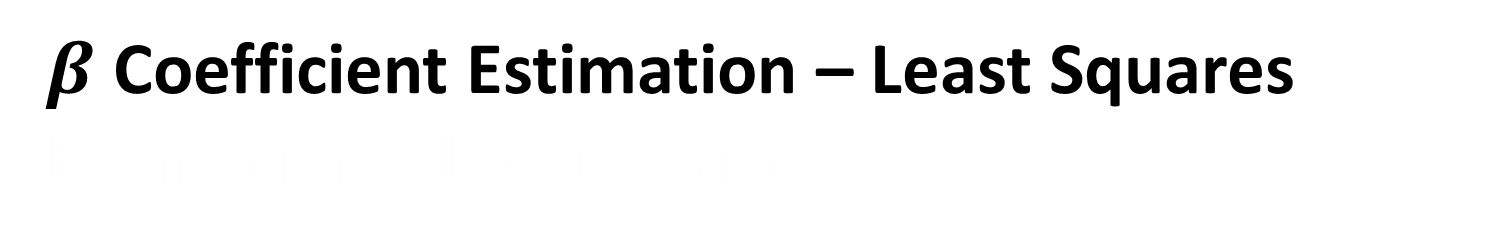 β Coefficient Estimation – Least Squares